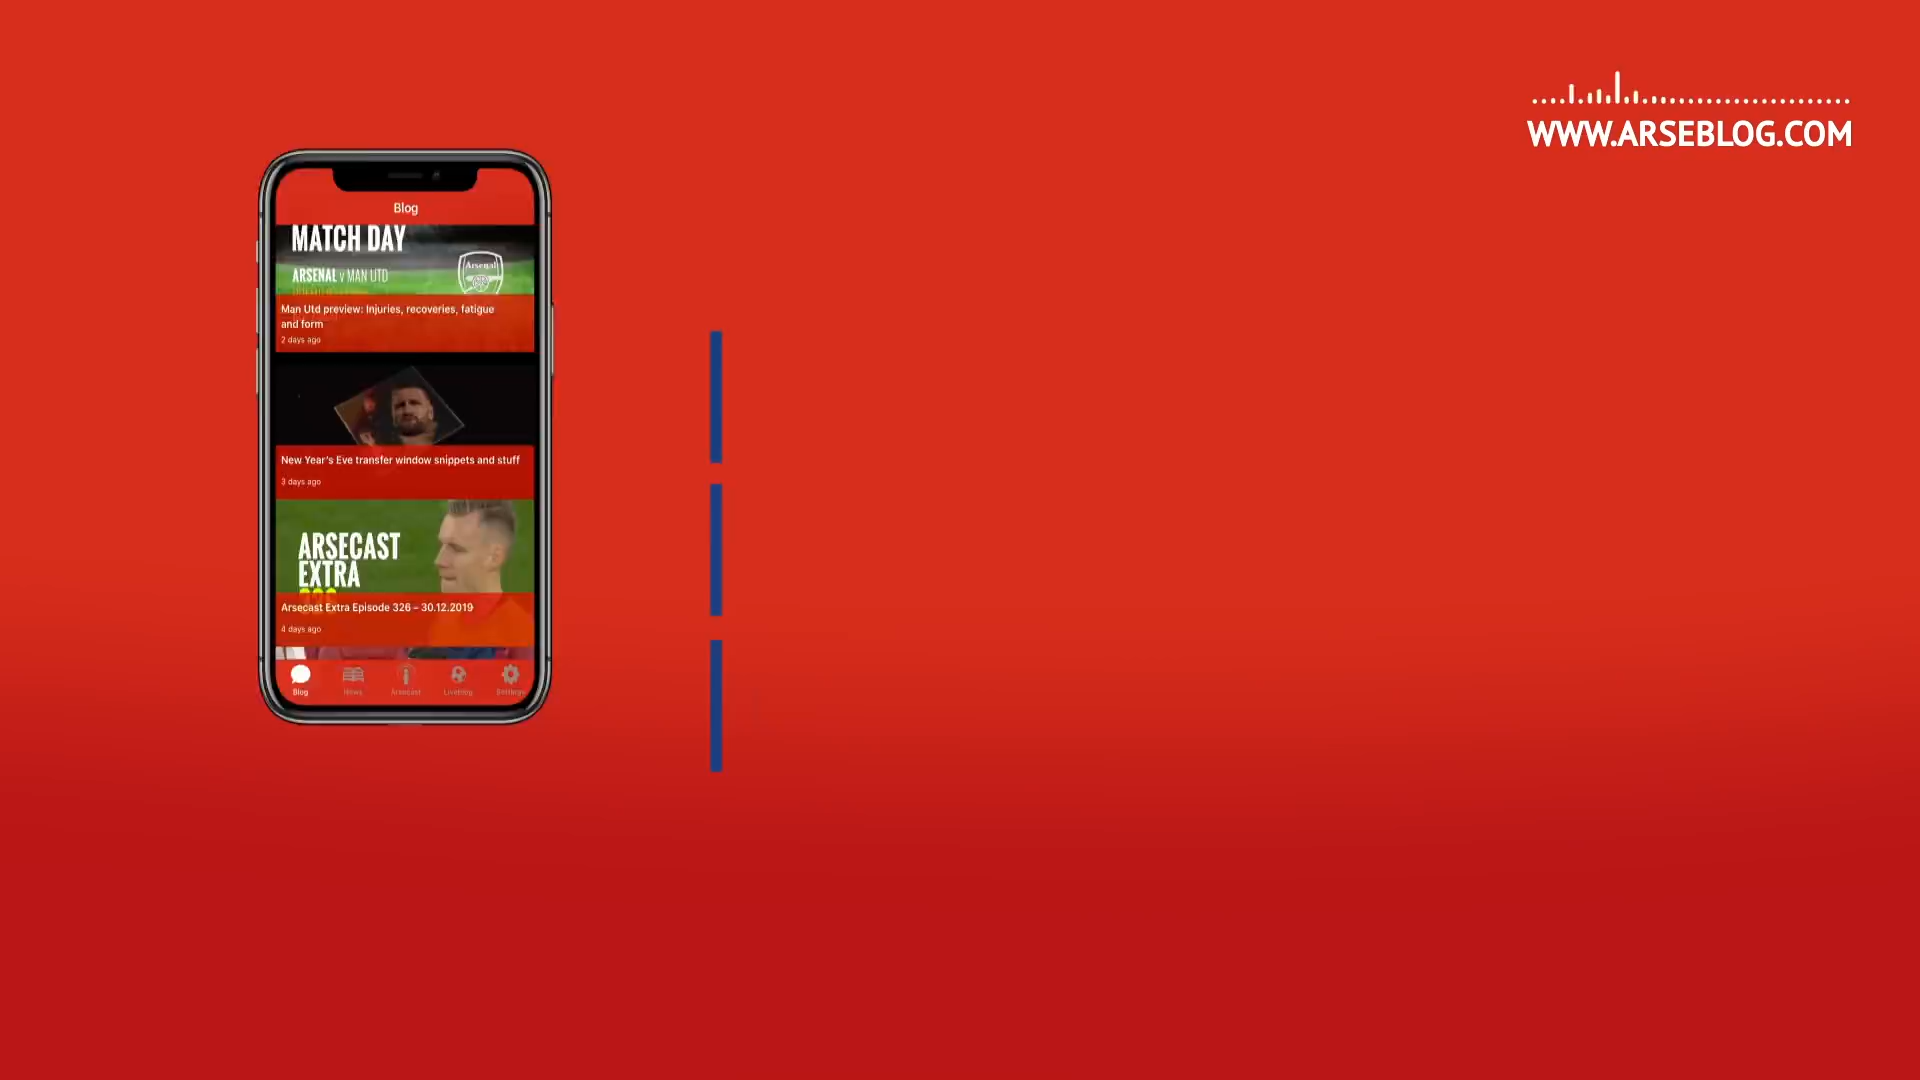 WWW.ARSEBLOG.COM
Blog
MATCH DAY
ARSENAL v MAN UTD
Arsenal
Man Utd preview: Injuries, recoveries, fatigue
and form
2 days ago
New Year's Eve transfer window snippets and stuff
3 days ago
ARSECAST
EXTRA
Arsecast Extra Episode 326 – 30.12.2019
4 days ago
Blog News Arsecast Liveblog Settings